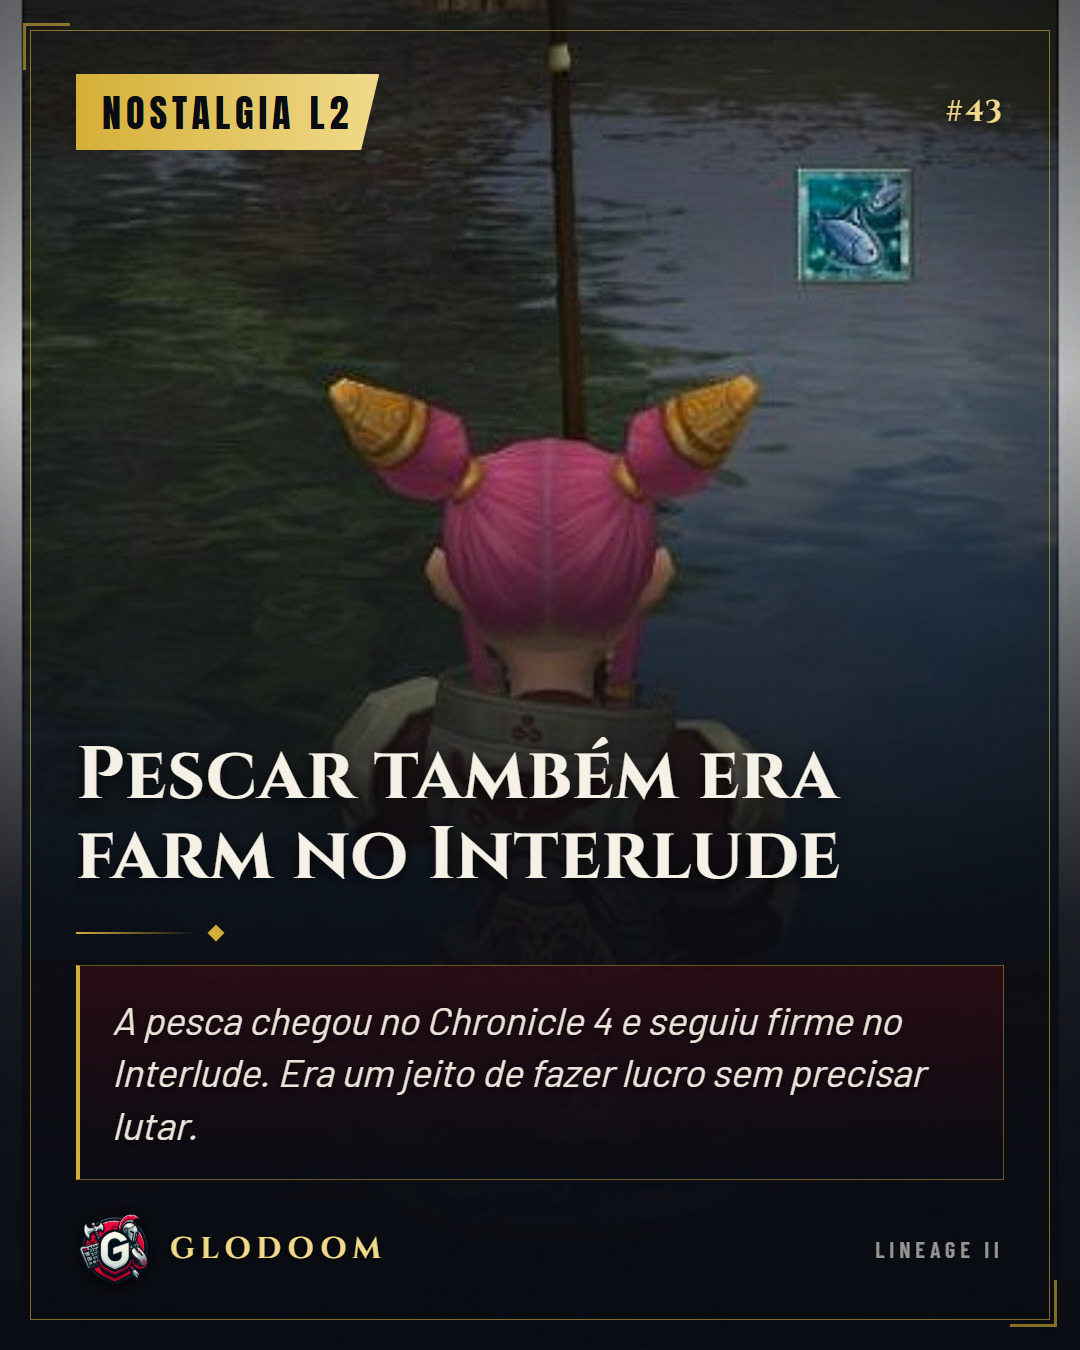 NOSTALGIA L2
#43
Pescar também era
farm no Interlude
A pesca chegou no Chronicle 4 e seguiu firme no
Interlude. Era um jeito de fazer lucro sem precisar
lutar.
G
GLODOOM
LINEAGE II